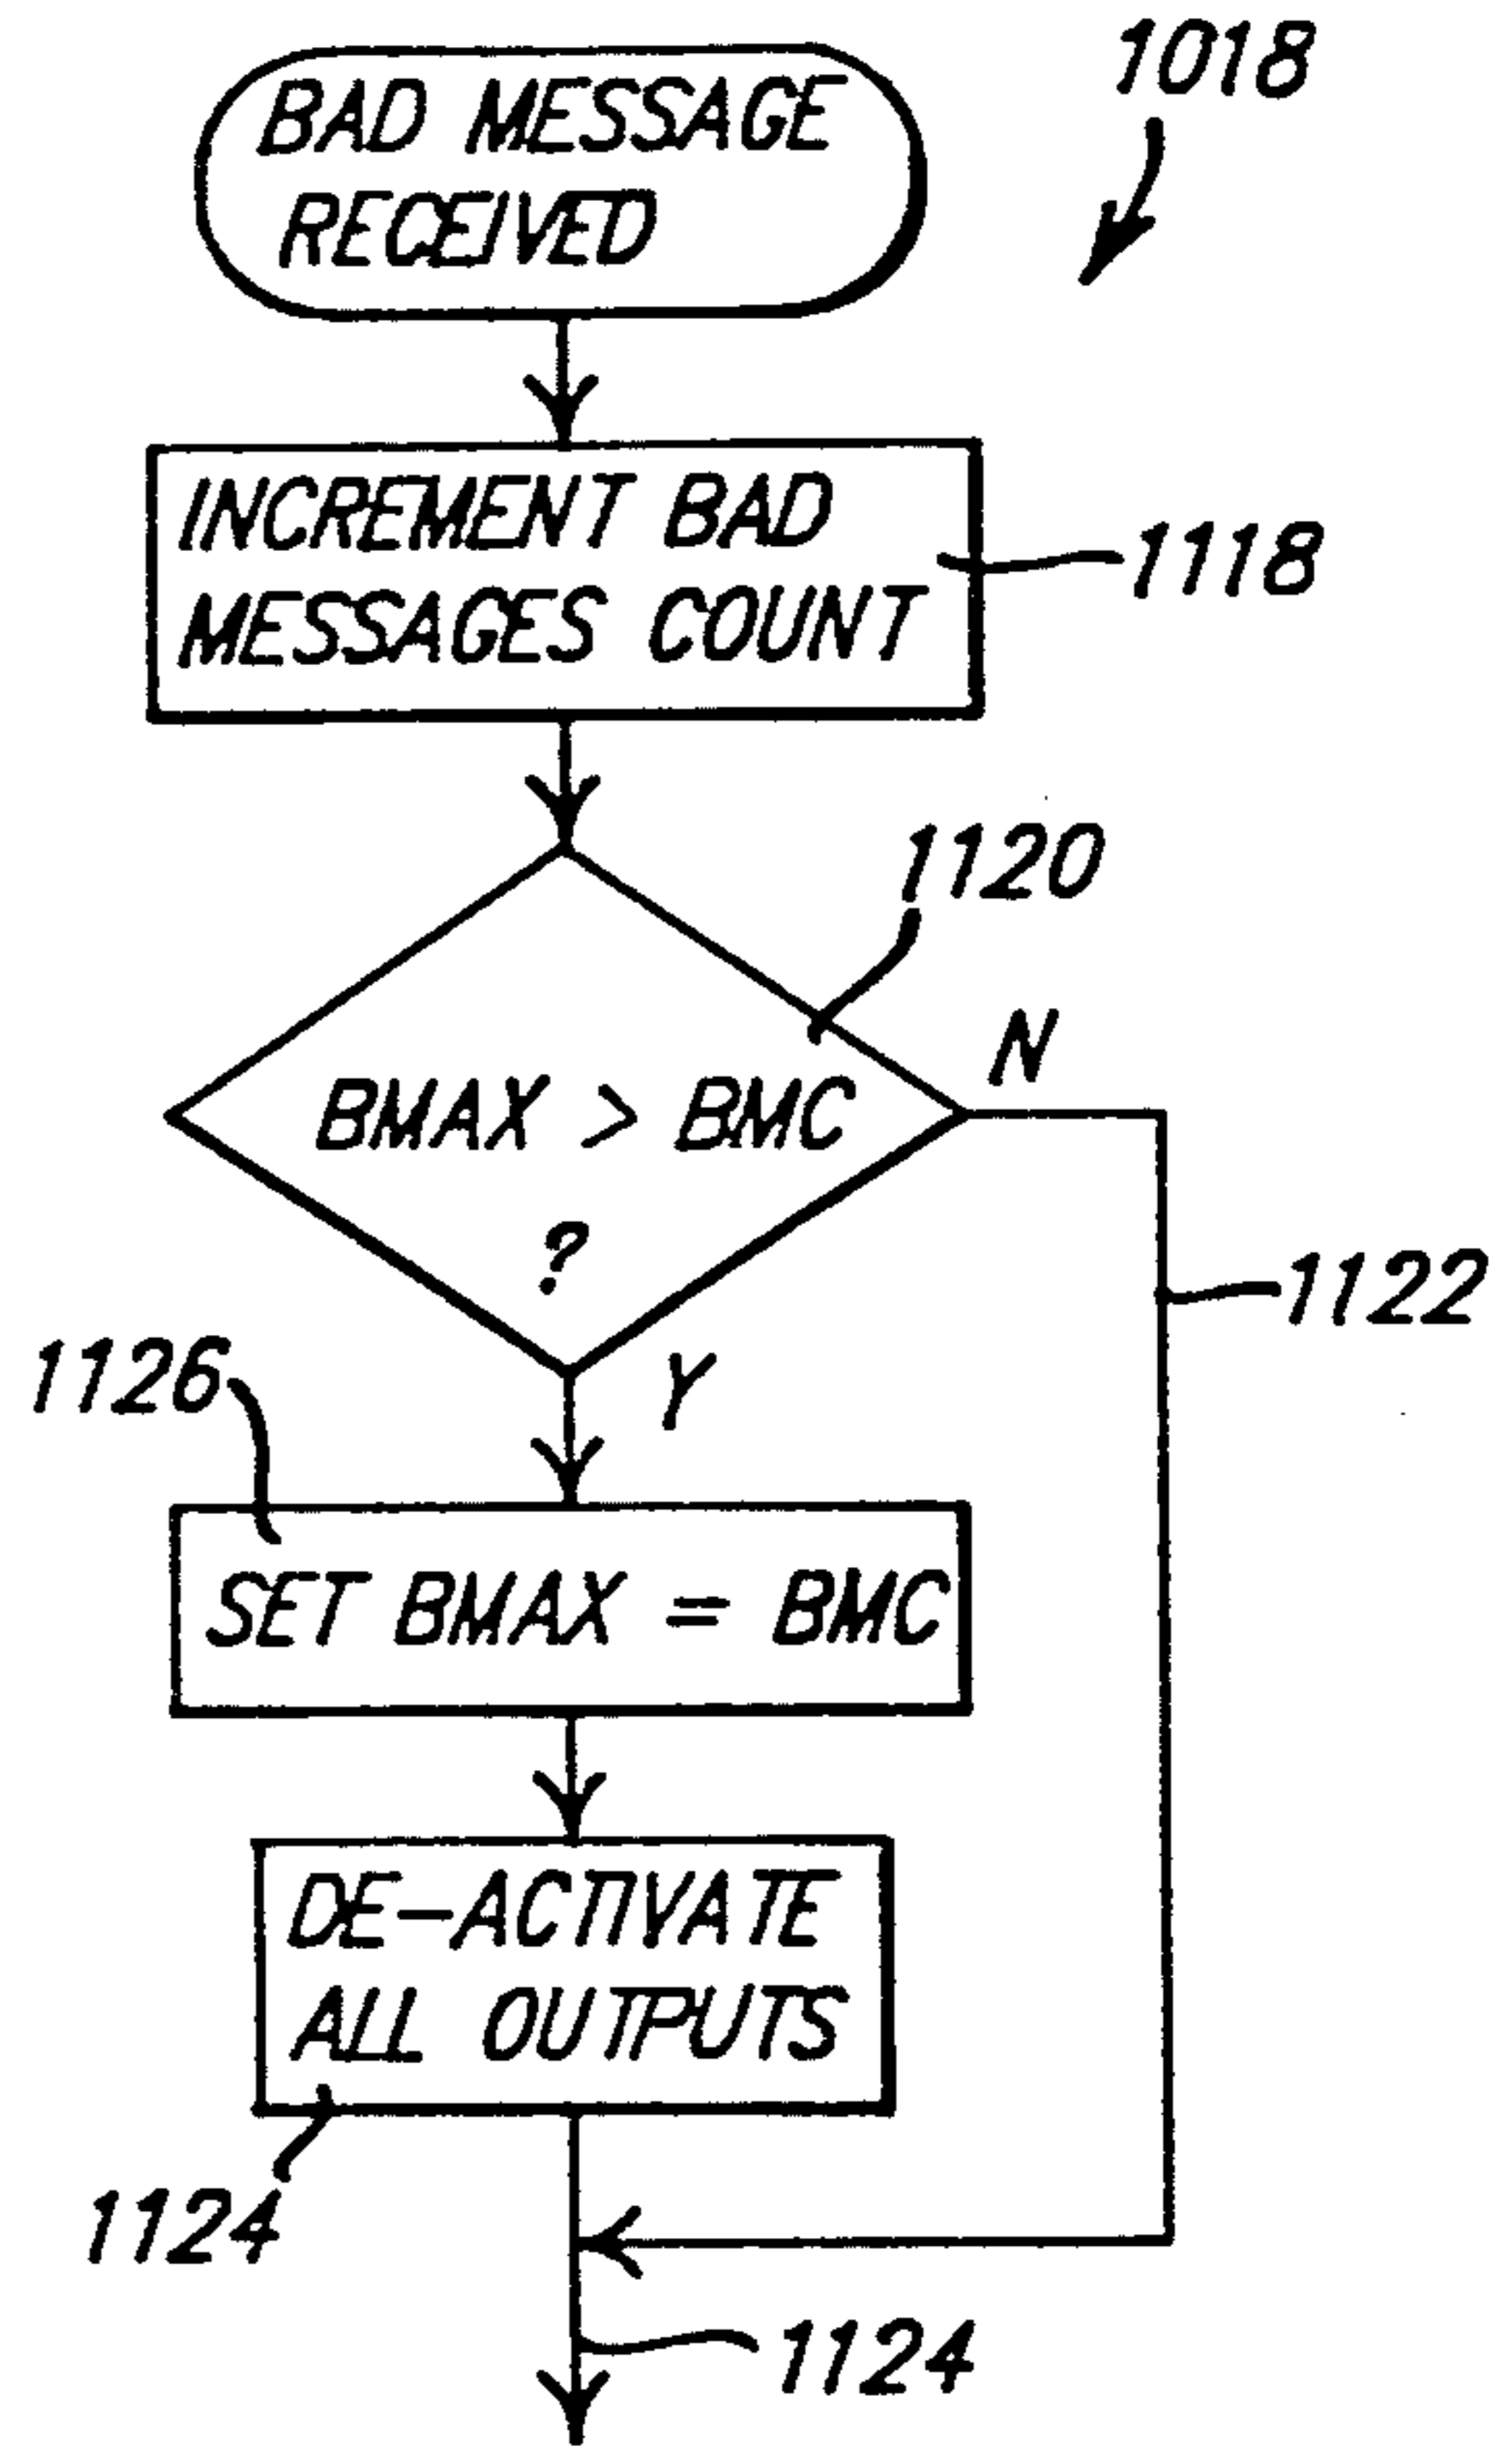 1018
BAD MESSAGE
RECEIVED
INCREMENT BAD
MESSAGES COUNT
1118
1120
N
BMAX > BMC
?
1122
1126
Y
SET BMAX = BMC
DE-ACTIVATE
ALL OUTPUTS
1124
1124